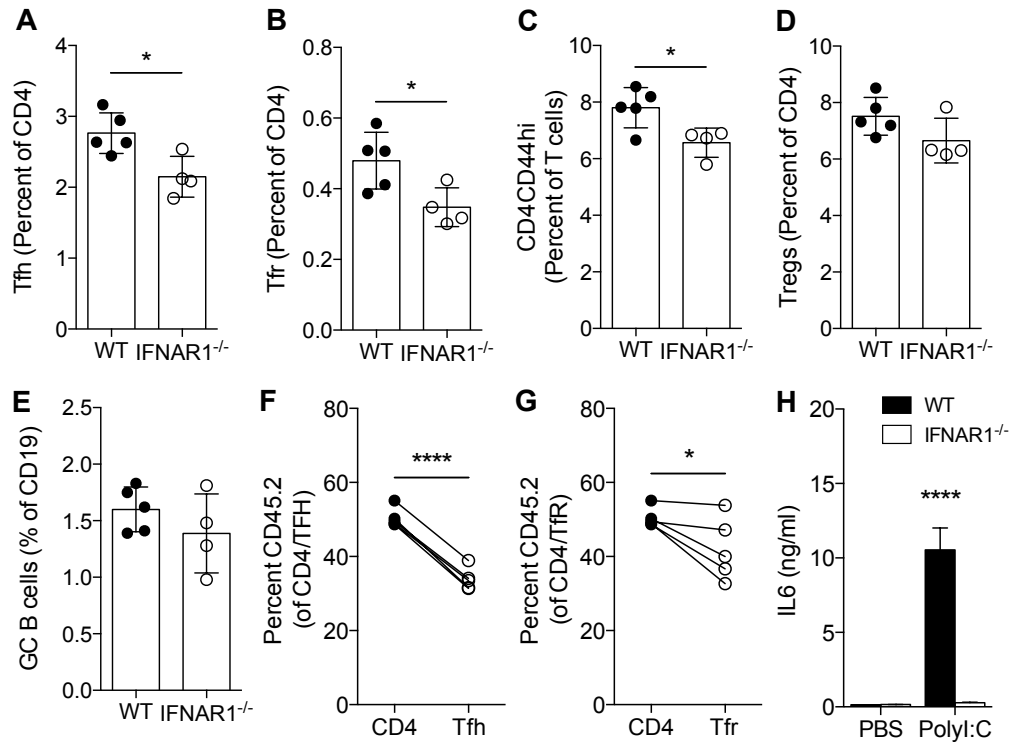 A
Tfh (Percent of CD4)
4
3
2
1
0
*
WT IFNAR1-/-
B
Tfr (Percent of CD4)
0.8
0.6
0.4
0.2
0.0
*
WT IFNAR1-/-
C
CD4CD44hi
(Percent of T cells)
10
8
6
4
2
0
*
WT IFNAR1-/-
D
Tregs (Percent of CD4)
10
8
6
4
2
0
WT IFNAR1-/-
E
GC B cells (% of CD19)
2.5
2.0
1.5
1.0
0.5
0.0
WT IFNAR1-/-
F
Percent CD45.2
(of CD4/TFH)
80
60
40
20
0
****
CD4 Tfh
G
Percent CD45.2
(of CD4/TfR)
80
60
40
20
0
*
CD4 Tfr
H
WT
IFNAR1-/-
IL6 (ng/ml)
20
15
10
5
0
****
PBS PolyI:C